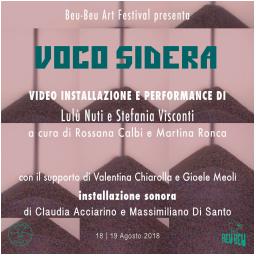 Beu-Beu Art Festival presenta
VOCO SIDERA
VIDEO INSTALLAZIONE E PERFORMANCE DI
Lulù Nuti e Stefania Visconti
a cura di Rossana Calbi e Martina Ronca
con il supporto di Valentina Chiarolla e Gioele Meoli
installazione sonora
di Claudia Acciarino e Massimiliano Di Santo
18 | 19 Agosto 2018
BEU-BEU